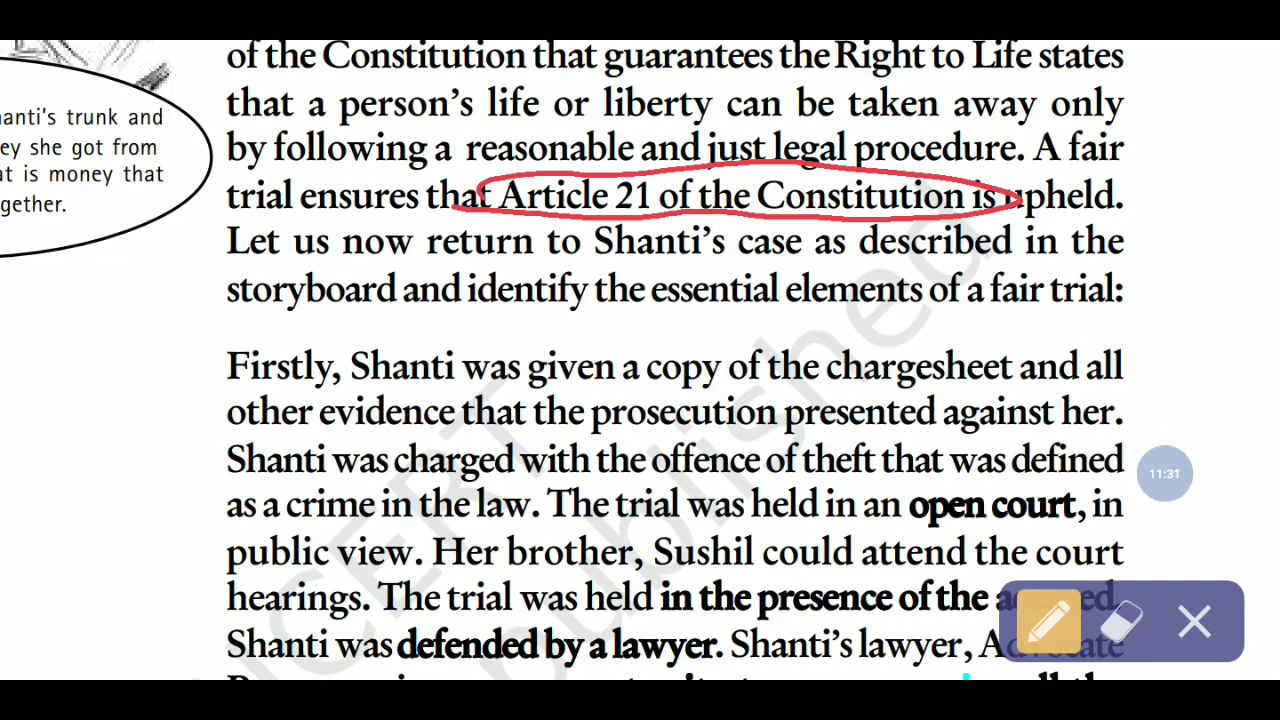 of the Constitution that guarantees the Right to Life states
that a person's life or liberty can be taken away only
by following a reasonable and just legal procedure. A fair
trial ensures that Article 21 of the Constitution is upheld.
Let us now return to Shanti's case as described in the
storyboard and identify the essential elements of a fair trial:
hanti's trunk and
ey she got from
at is money that
gether.
Firstly, Shanti was given a copy of the chargesheet and all
other evidence that the prosecution presented against her.
Shanti was charged with the offence of theft that was defined
as a crime in the law. The trial was held in an open court, in
public view. Her brother, Sushil could attend the court
hearings. The trial was held in the presence of the accused.
Shanti was defended by a lawyer. Shanti's lawyer, Advocate
11:31
NCERT
published